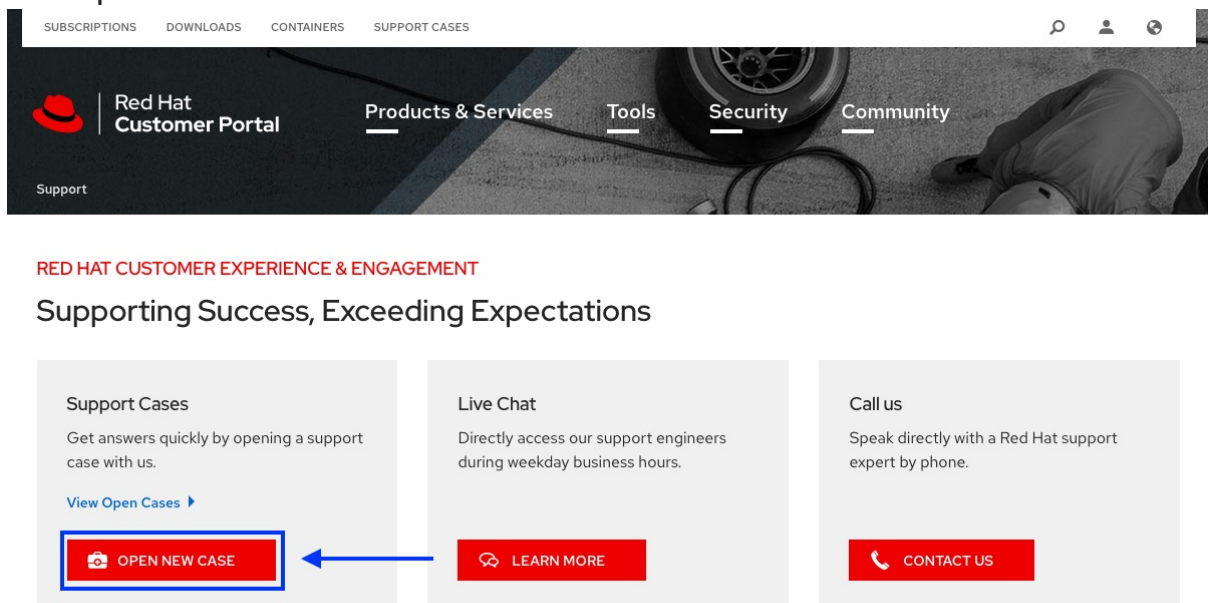 SUBSCRIPTIONS DOWNLOADS CONTAINERS SUPPORT CASES
Red Hat
Customer Portal
Products & Services Tools Security Community
Support
RED HAT CUSTOMER EXPERIENCE & ENGAGEMENT
Supporting Success, Exceeding Expectations
Support Cases
Get answers quickly by opening a support
case with us.
View Open Cases
OPEN NEW CASE
Live Chat
Directly access our support engineers
during weekday business hours.
LEARN MORE
Call us
Speak directly with a Red Hat support
expert by phone.
CONTACT US